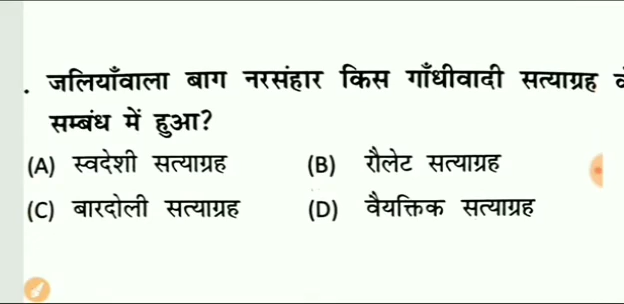 . जलियाँवाला बाग नरसंहार किस गाँधीवादी सत्याग्रह
सम्बंध में हुआ?
(A) स्वदेशी सत्याग्रह (B) रौलेट सत्याग्रह
(C) बारदोली सत्याग्रह (D) वैयक्तिक सत्याग्रह